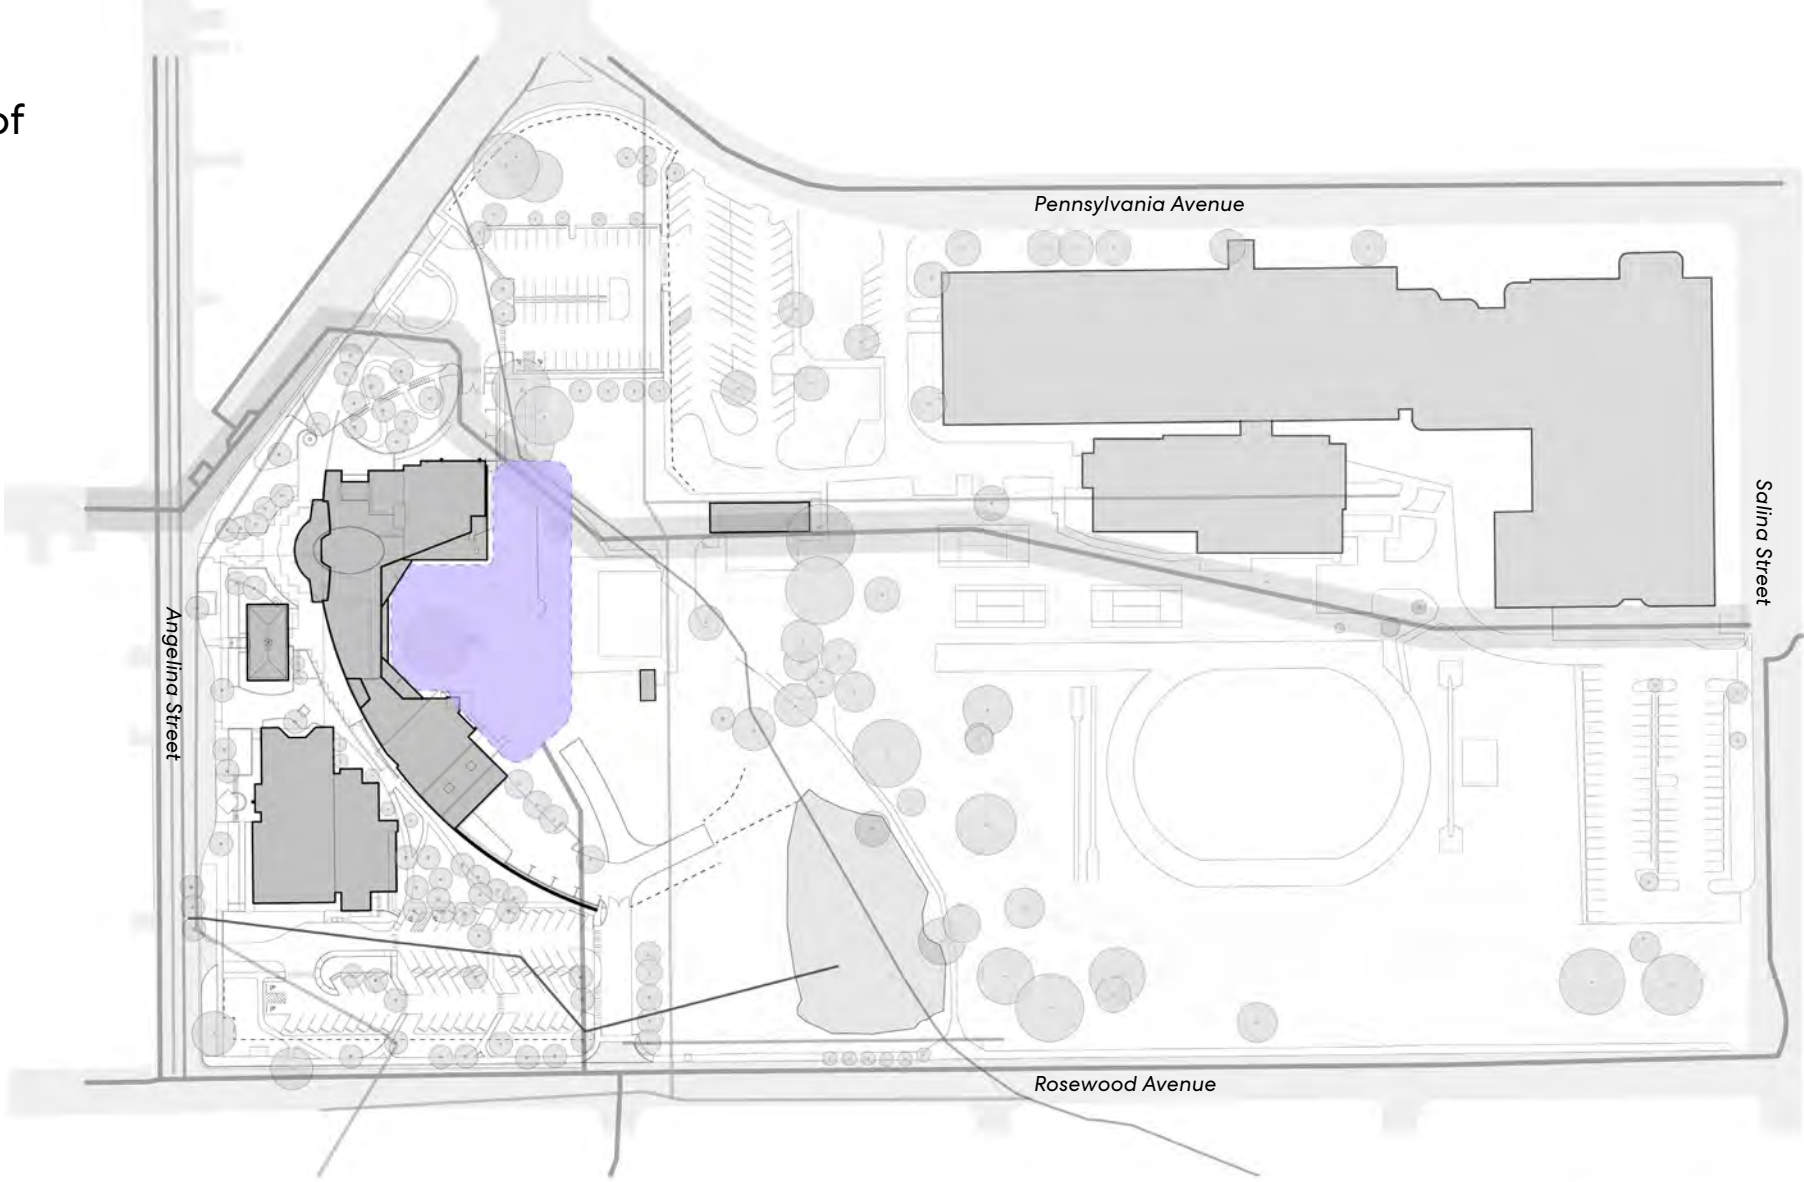 of
Pennsylvania Avenue
Salina Street
Angelina Street
Rosewood Avenue